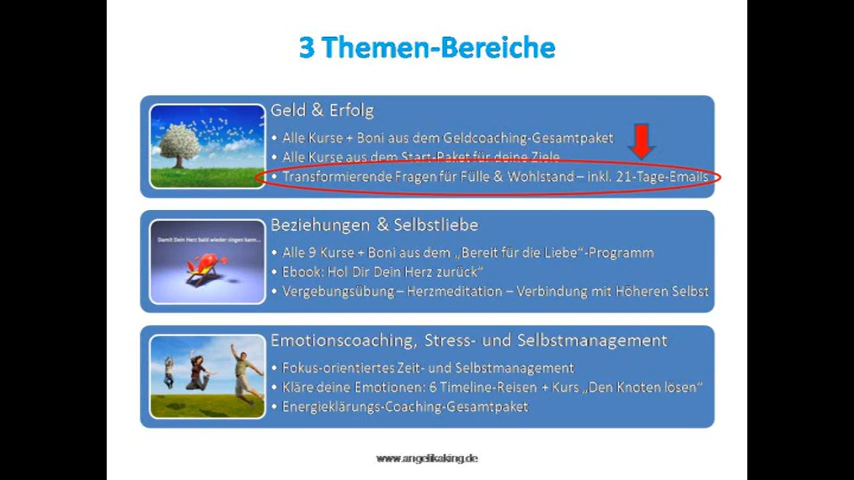 3 Themen-Bereiche
Geld & Erfolg
• Alle Kurse + Boni aus dem Geldcoaching-Gesamtpaket
• Alle Kurse aus dem Start-Paket für deine Ziele
• Transformierende Fragen für Fülle & Wohlstand – inkl. 21-Tage-Emails
Damit Dein Herz bald wieder singen kann...
Beziehungen & Selbstliebe
• Alle 9 Kurse + Boni aus dem „Bereit für die Liebe“-Programm
• Ebook: Hol Dir Dein Herz zurück“
• Vergebungsübung – Herzmeditation – Verbindung mit Höheren Selbst
Emotionscoaching, Stress- und Selbstmanagement
• Fokus-orientiertes Zeit- und Selbstmanagement
• Kläre deine Emotionen: 6 Timeline-Reisen + Kurs „Den Knoten lösen“
• Energieklärungs-Coaching-Gesamtpaket
www.angelikaking.de